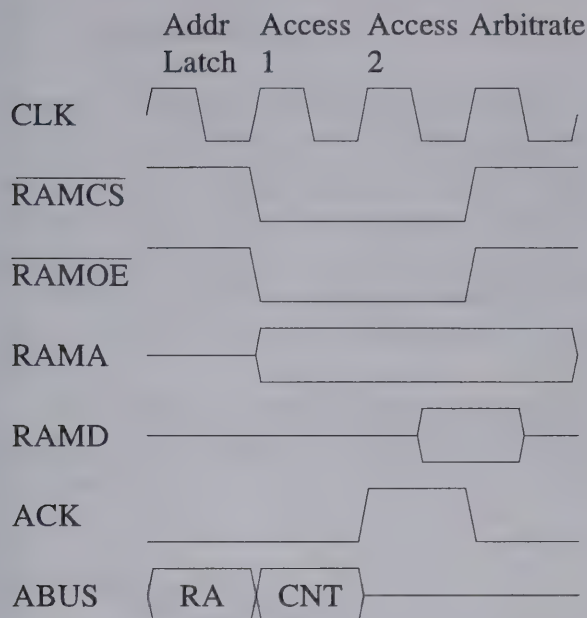 Addr Access Access Arbitrate
Latch 1 2
CLK
RAMCS
RAMOE
RAMA
RAMD
ACK
ABUS RA CNT